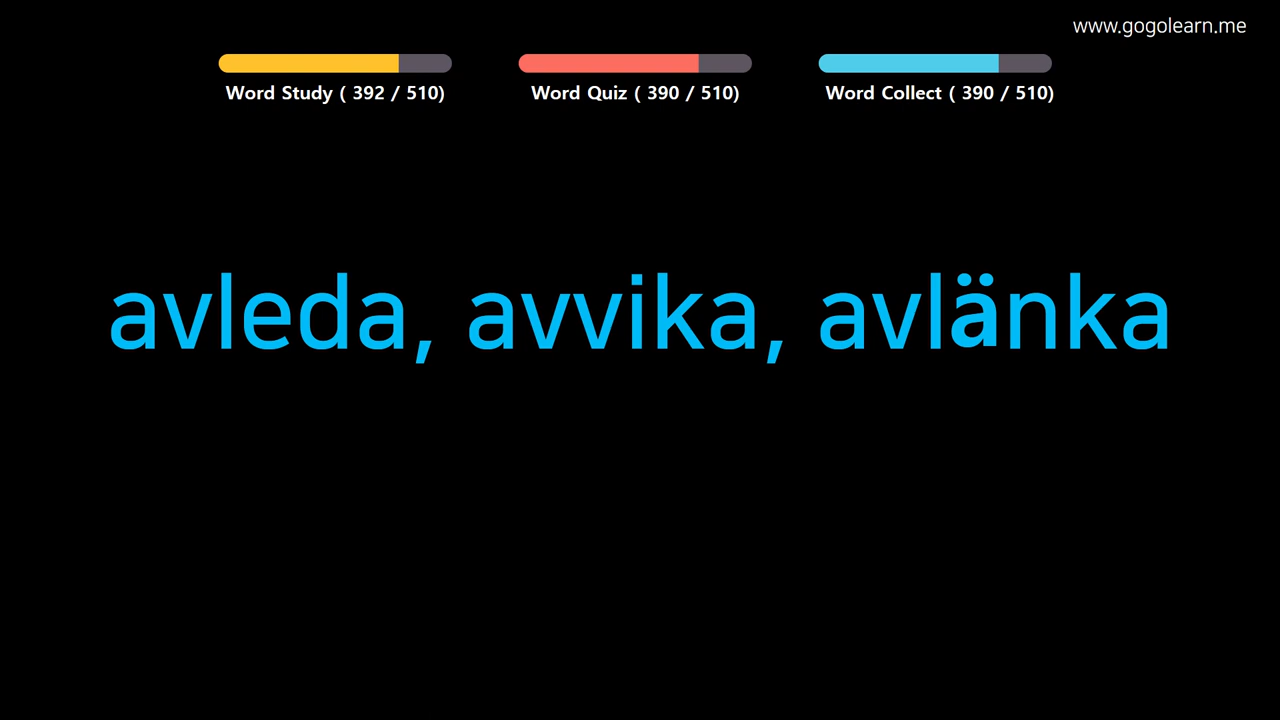 www.gogolearn.me
Word Study ( 392 / 510)
Word Quiz ( 390 / 510)
Word Collect ( 390 / 510)
avleda, avvika, avlänka